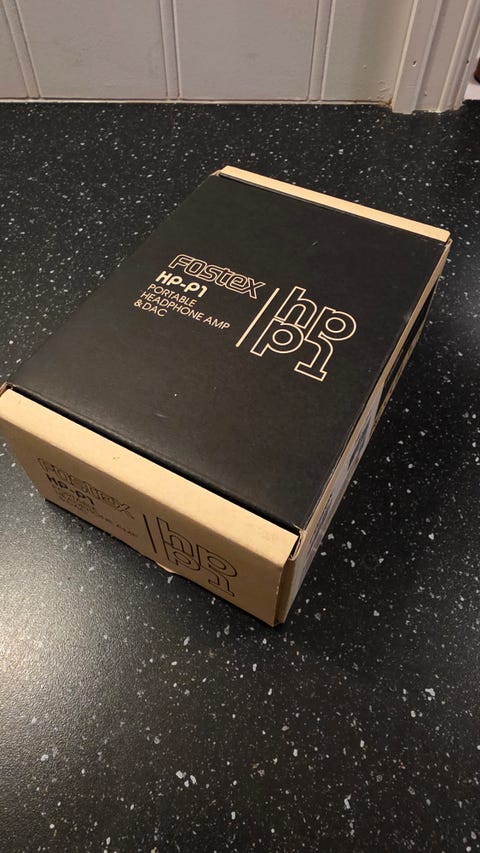 FOSTEX
HP-P1
PORTABLE
HEADPHONE AMP
& DAC
hp
p1
FOSTEX
HP-P1
hp
p1